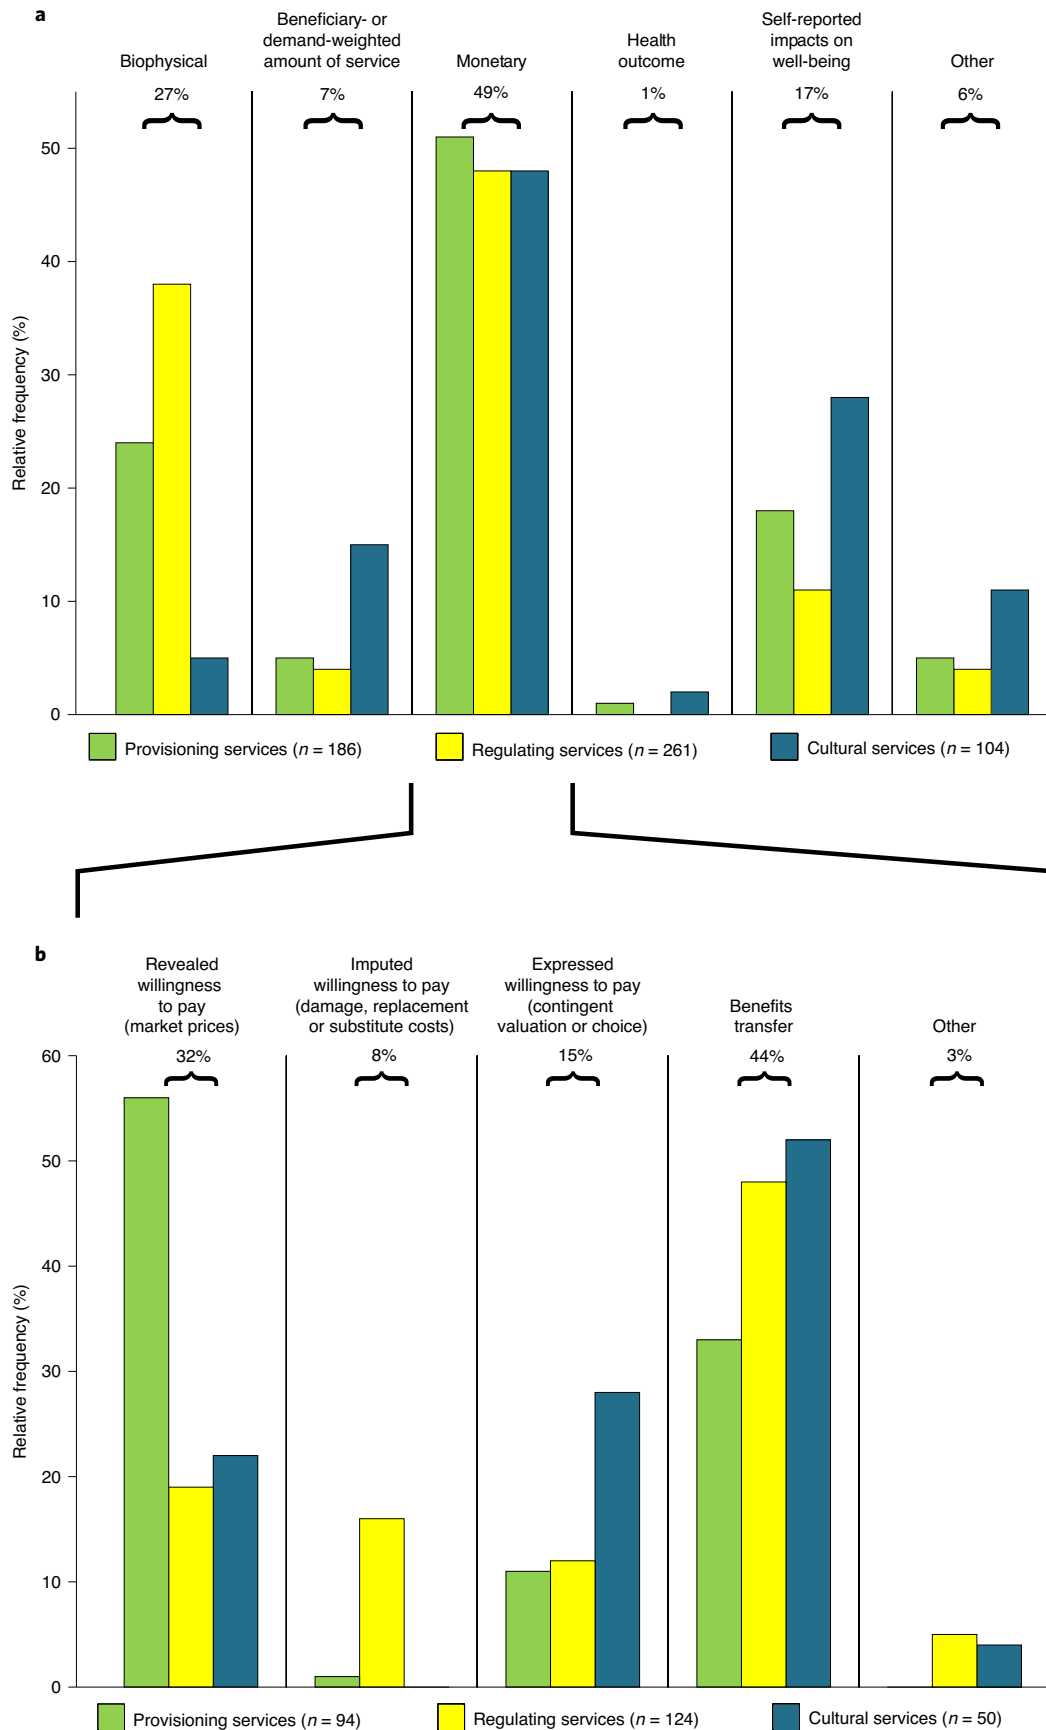 a
Biophysical
Beneficiary- or
demand-weighted
amount of service
Monetary
Health
outcome
Self-reported
impacts on
well-being
Other
27%
7%
49%
1%
17%
6%
Relative frequency (%)
50
40
30
20
10
0
Provisioning services (n = 186)
Regulating services (n = 261)
Cultural services (n = 104)
b
Revealed
willingness
to pay
(market prices)
Imputed
willingness to pay
(damage, replacement
or substitute costs)
Expressed
willingness to pay
(contingent
valuation or choice)
Benefits
transfer
Other
32%
8%
15%
44%
3%
Relative frequency (%)
60
50
40
30
20
10
0
Provisioning services (n = 94)
Regulating services (n = 124)
Cultural services (n = 50)